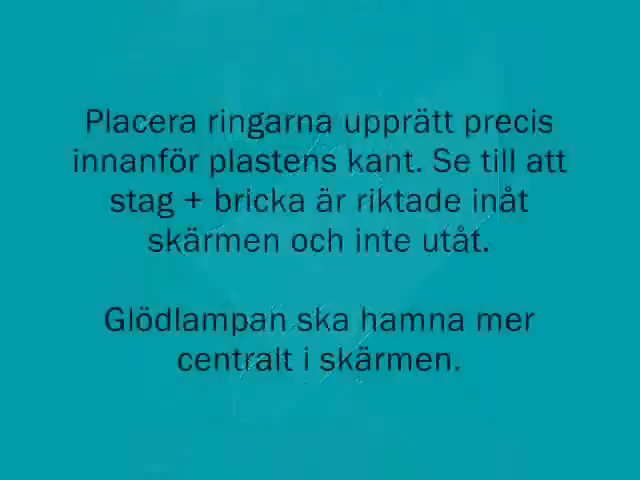 Placera ringarna upprätt precis
innanför plastens kant. Se till att
stag + bricka är riktade inåt
skärmen och inte utåt.
Glödlampan ska hamna mer
centralt i skärmen.